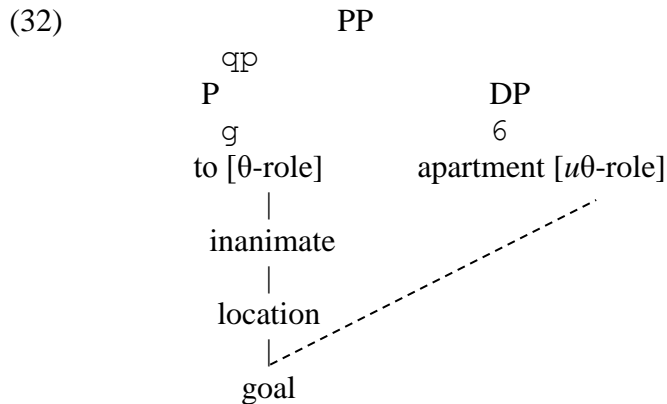 (32) PP
qp
P DP
g 6
to [θ-role] apartment [uθ-role]
inanimate
location
goal